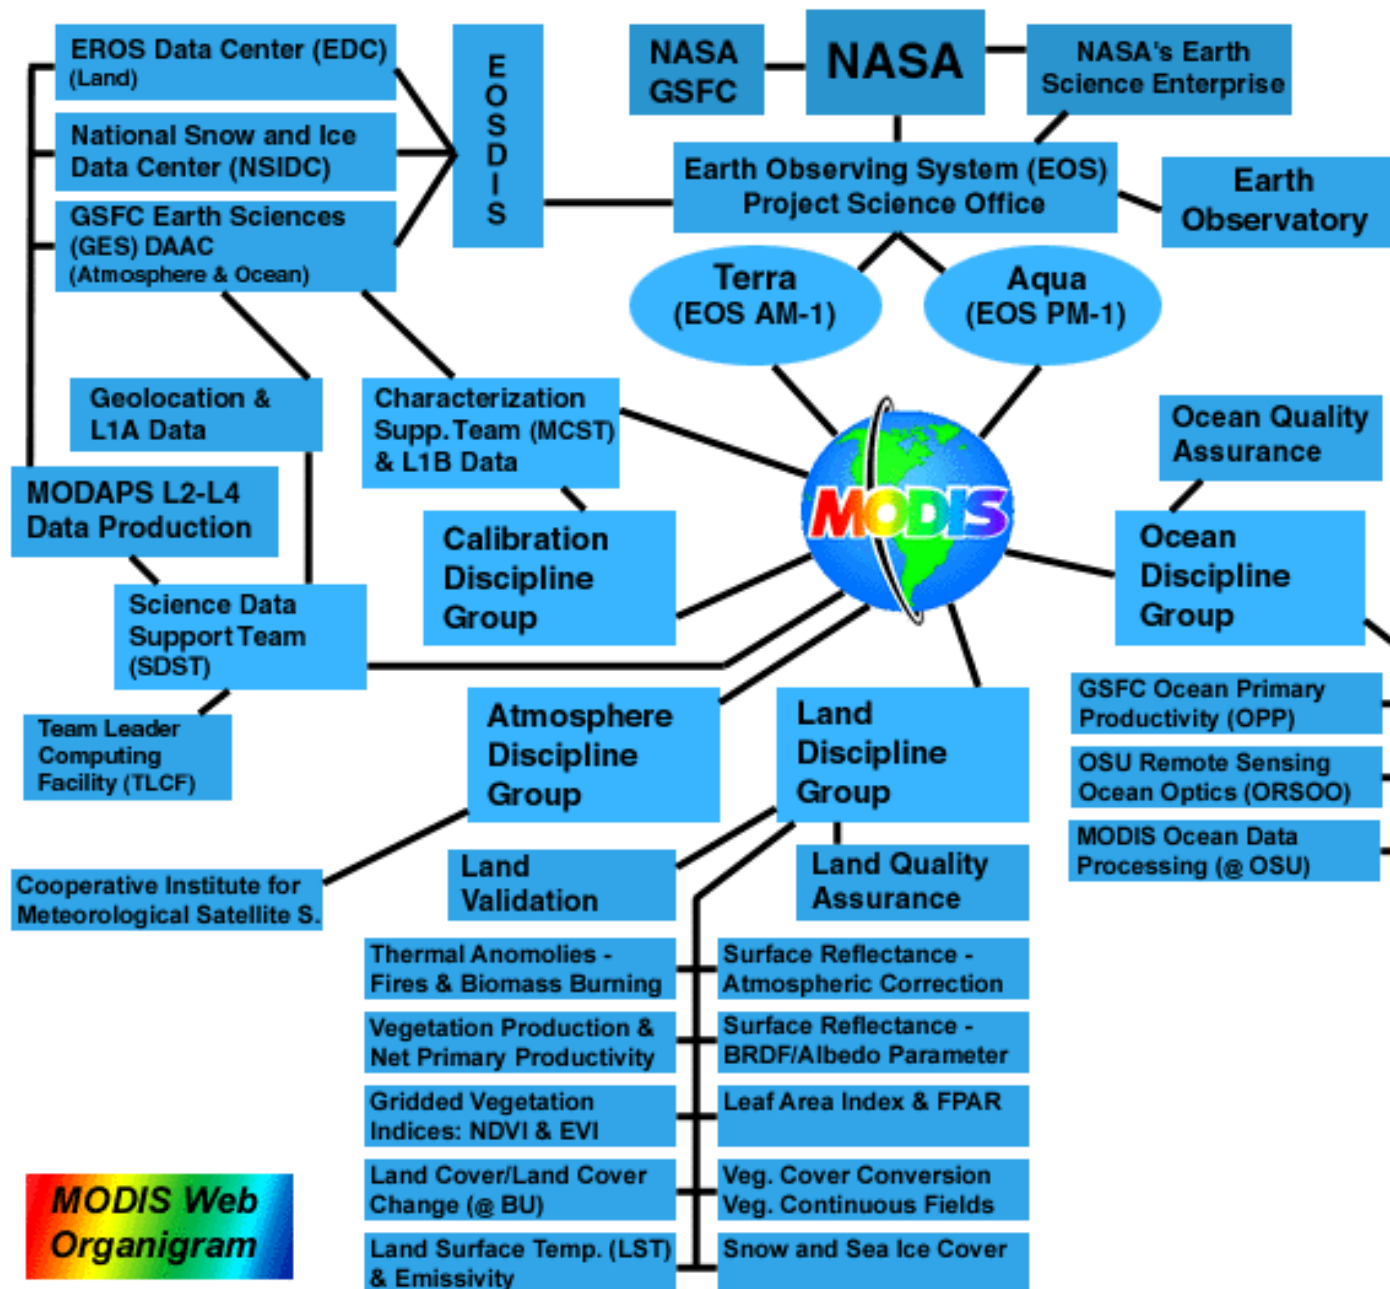 EROS Data Center (EDC)
(Land)
National Snow and Ice
Data Center (NSIDC)
GSFC Earth Sciences
(GES) DAAC
(Atmosphere & Ocean)
EOSDIS
NASA
GSFC
NASA
NASA's Earth
Science Enterprise
Earth Observing System (EOS)
Project Science Office
Earth
Observatory
Terra
(EOS AM-1)
Aqua
(EOS PM-1)
Geolocation &
L1A Data
Characterization
Supp. Team (MCST)
& L1B Data
MODAPS L2-L4
Data Production
Calibration
Discipline
Group
MODIS
Ocean Quality
Assurance
Ocean
Discipline
Group
Science Data
Support Team
(SDST)
Team Leader
Computing
Facility (TLCF)
Atmosphere
Discipline
Group
Land
Discipline
Group
GSFC Ocean Primary
Productivity (OPP)
OSU Remote Sensing
Ocean Optics (ORSOO)
MODIS Ocean Data
Processing (@ OSU)
Cooperative Institute for
Meteorological Satellite S.
Land
Validation
Land Quality
Assurance
Thermal Anomolies -
Fires & Biomass Burning
Surface Reflectance -
Atmospheric Correction
Vegetation Production &
Net Primary Productivity
Surface Reflectance -
BRDF/Albedo Parameter
Gridded Vegetation
Indices: NDVI & EVI
Leaf Area Index & FPAR
Land Cover/Land Cover
Change (@ BU)
Veg. Cover Conversion
Veg. Continuous Fields
Land Surface Temp. (LST)
& Emissivity
Snow and Sea Ice Cover
MODIS Web
Organigram